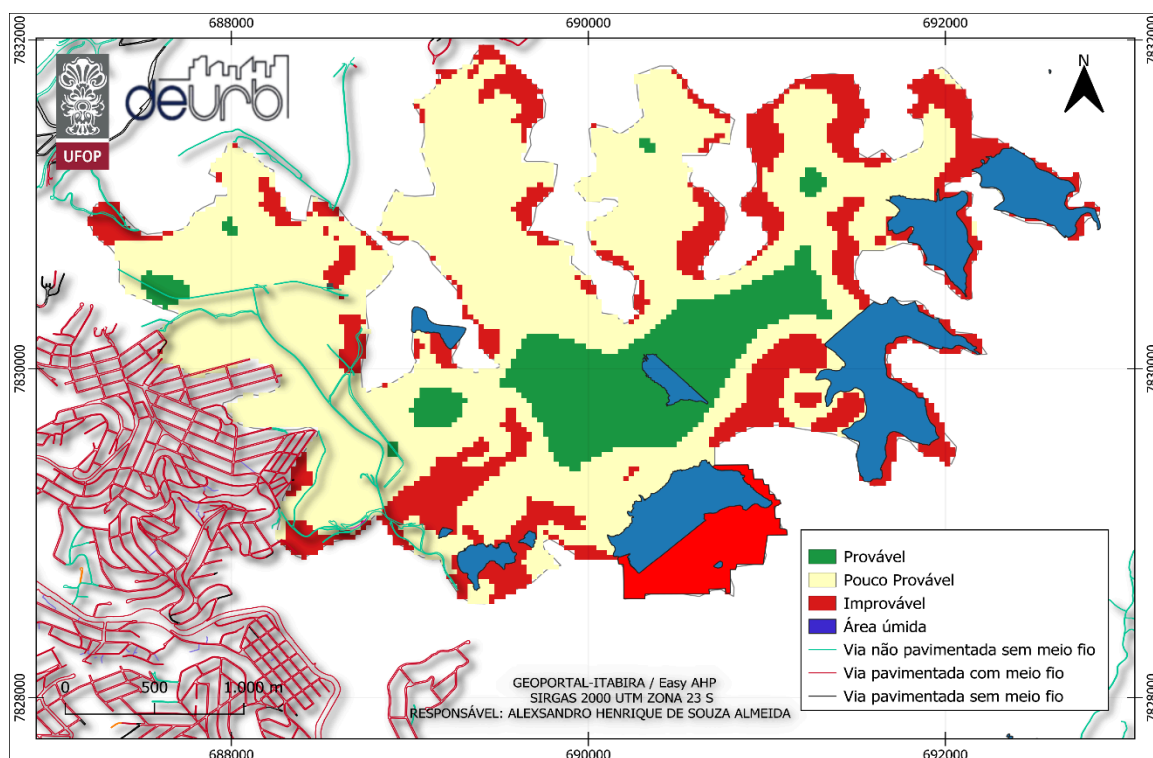 688000
690000
692000
7832000
7832000
N
deurb
UFOP
7830000
7830000
Provável
Pouco Provável
Improvável
Área úmida
Via não pavimentada sem meio fio
Via pavimentada com meio fio
Via pavimentada sem meio fio
0
500
1.000 m
GEOPORTAL-ITABIRA / Easy AHP
SIRGAS 2000 UTM ZONA 23 S
RESPONSÁVEL: ALEXSANDRO HENRIQUE DE SOUZA ALMEIDA
7828000
7828000
688000
690000
692000